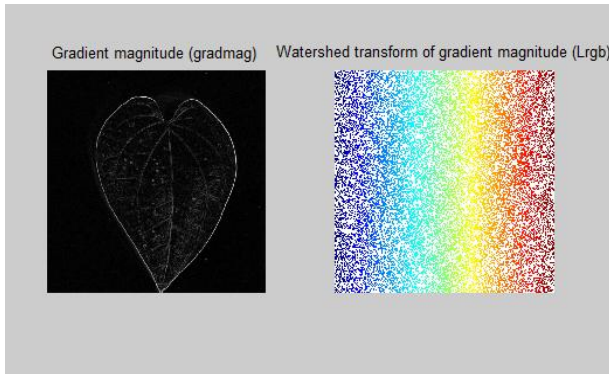 Gradient magnitude (gradmag)
Watershed transform of gradient magnitude (Lrgb)